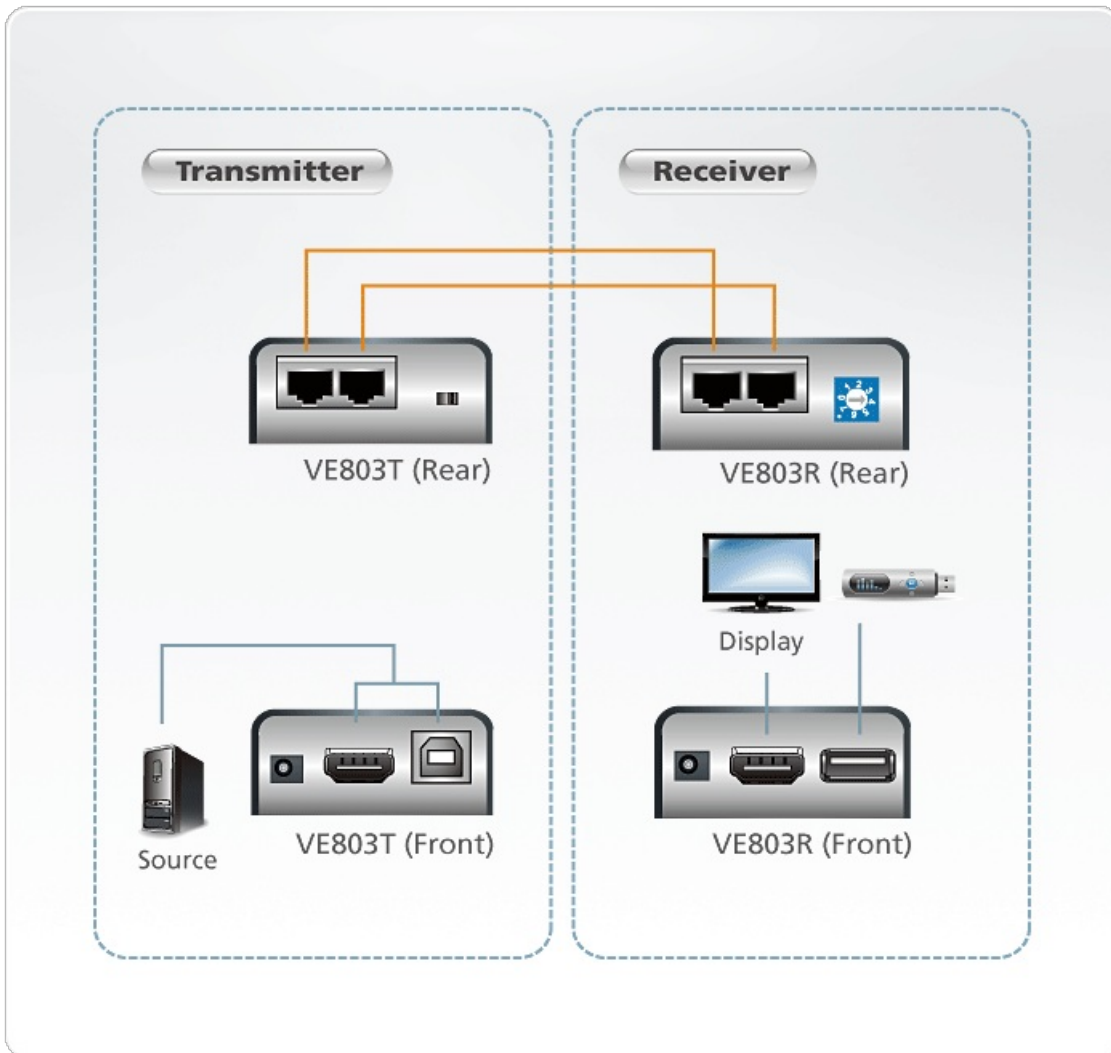 Transmitter
Receiver
VE803T (Rear)
VE803R (Rear)
Display
Source
VE803T (Front)
VE803R (Front)